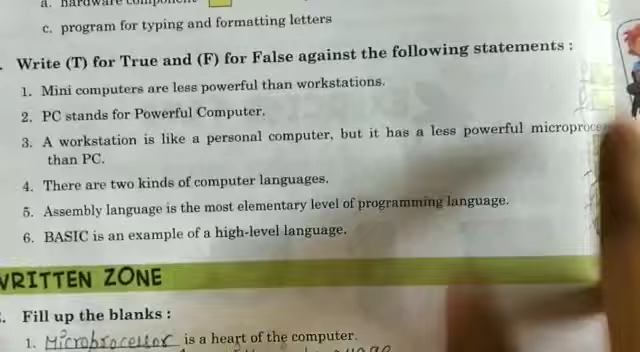 a. hardware
c. program for typing and formatting letters
. Write (T) for True and (F) for False against the following statements :
1. Mini computers are less powerful than workstations.
2. PC stands for Powerful Computer.
3. A workstation is like a personal computer, but it has a less powerful microproce
than PC.
4. There are two kinds of computer languages.
5. Assembly language is the most elementary level of programming language.
6. BASIC is an example of a high-level language.
WRITTEN ZONE
. Fill up the blanks :
1. Microprocessor is a heart of the computer.